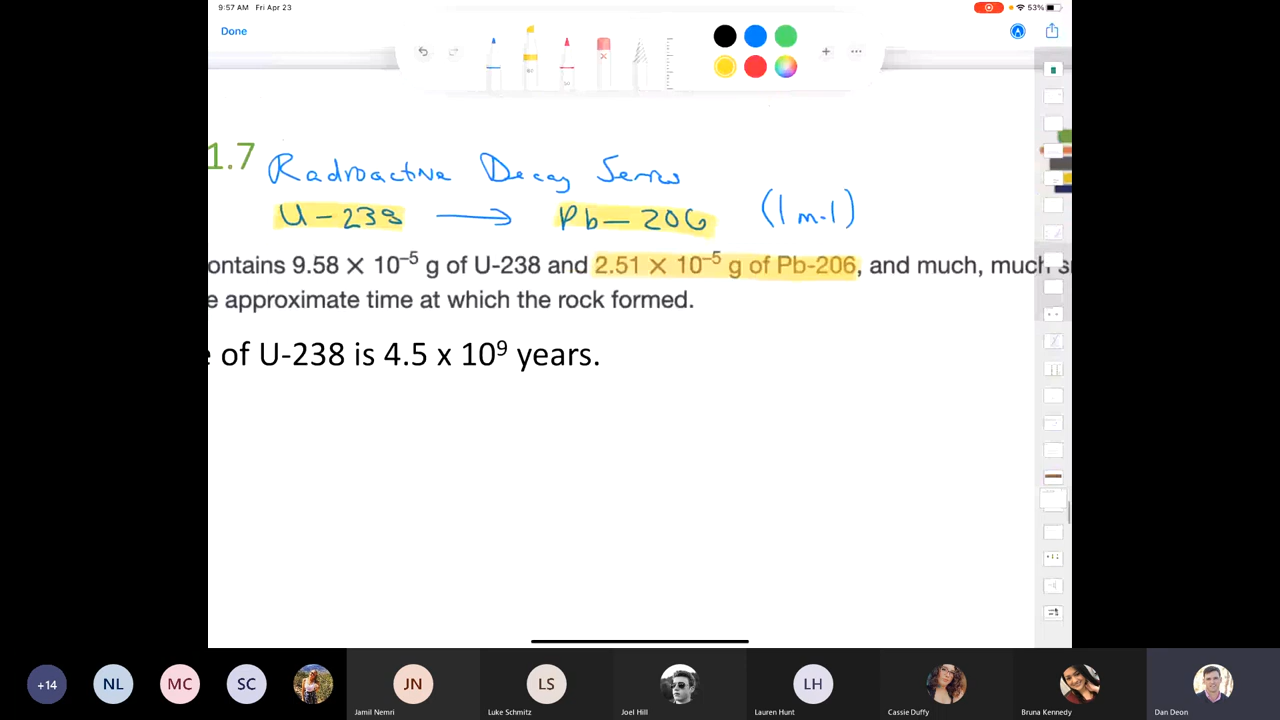 9:57 AM Fri Apr 23
53%
Done
1.7 Radioactive Decay Series
U-238 → Pb-206 (1 mol)
ontains 9.58 × 10⁻⁵ g of U-238 and 2.51 × 10⁻⁵ g of Pb-206, and much, much
e approximate time at which the rock formed.
e of U-238 is 4.5 x 10⁹ years.
+14 NL MC SC JN LS LH
Jamil Nemri Luke Schmitz Joel Hill Lauren Hunt Cassie Duffy Bruna Kennedy Dan Deon